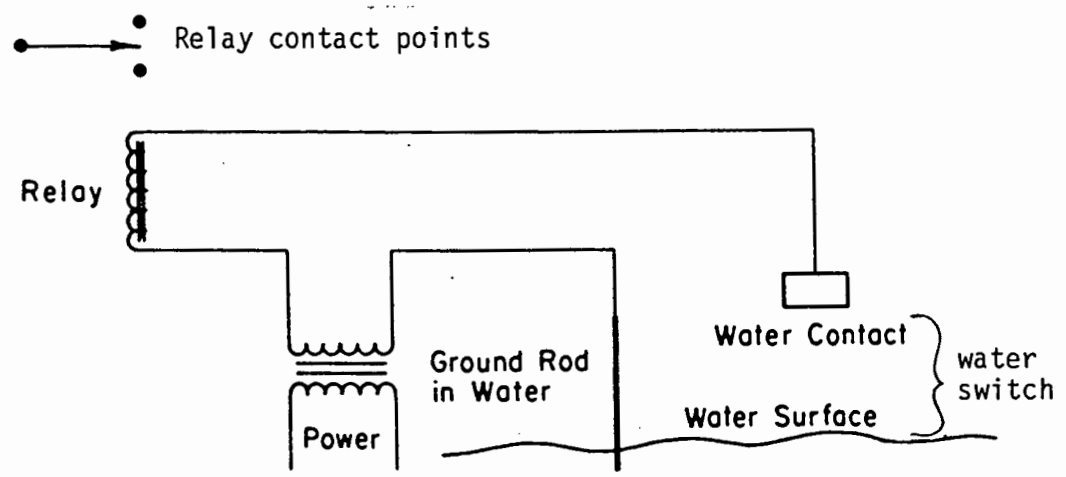 Relay contact points
Relay
Water Contact
water
switch
Ground Rod
in Water
Water Surface
Power